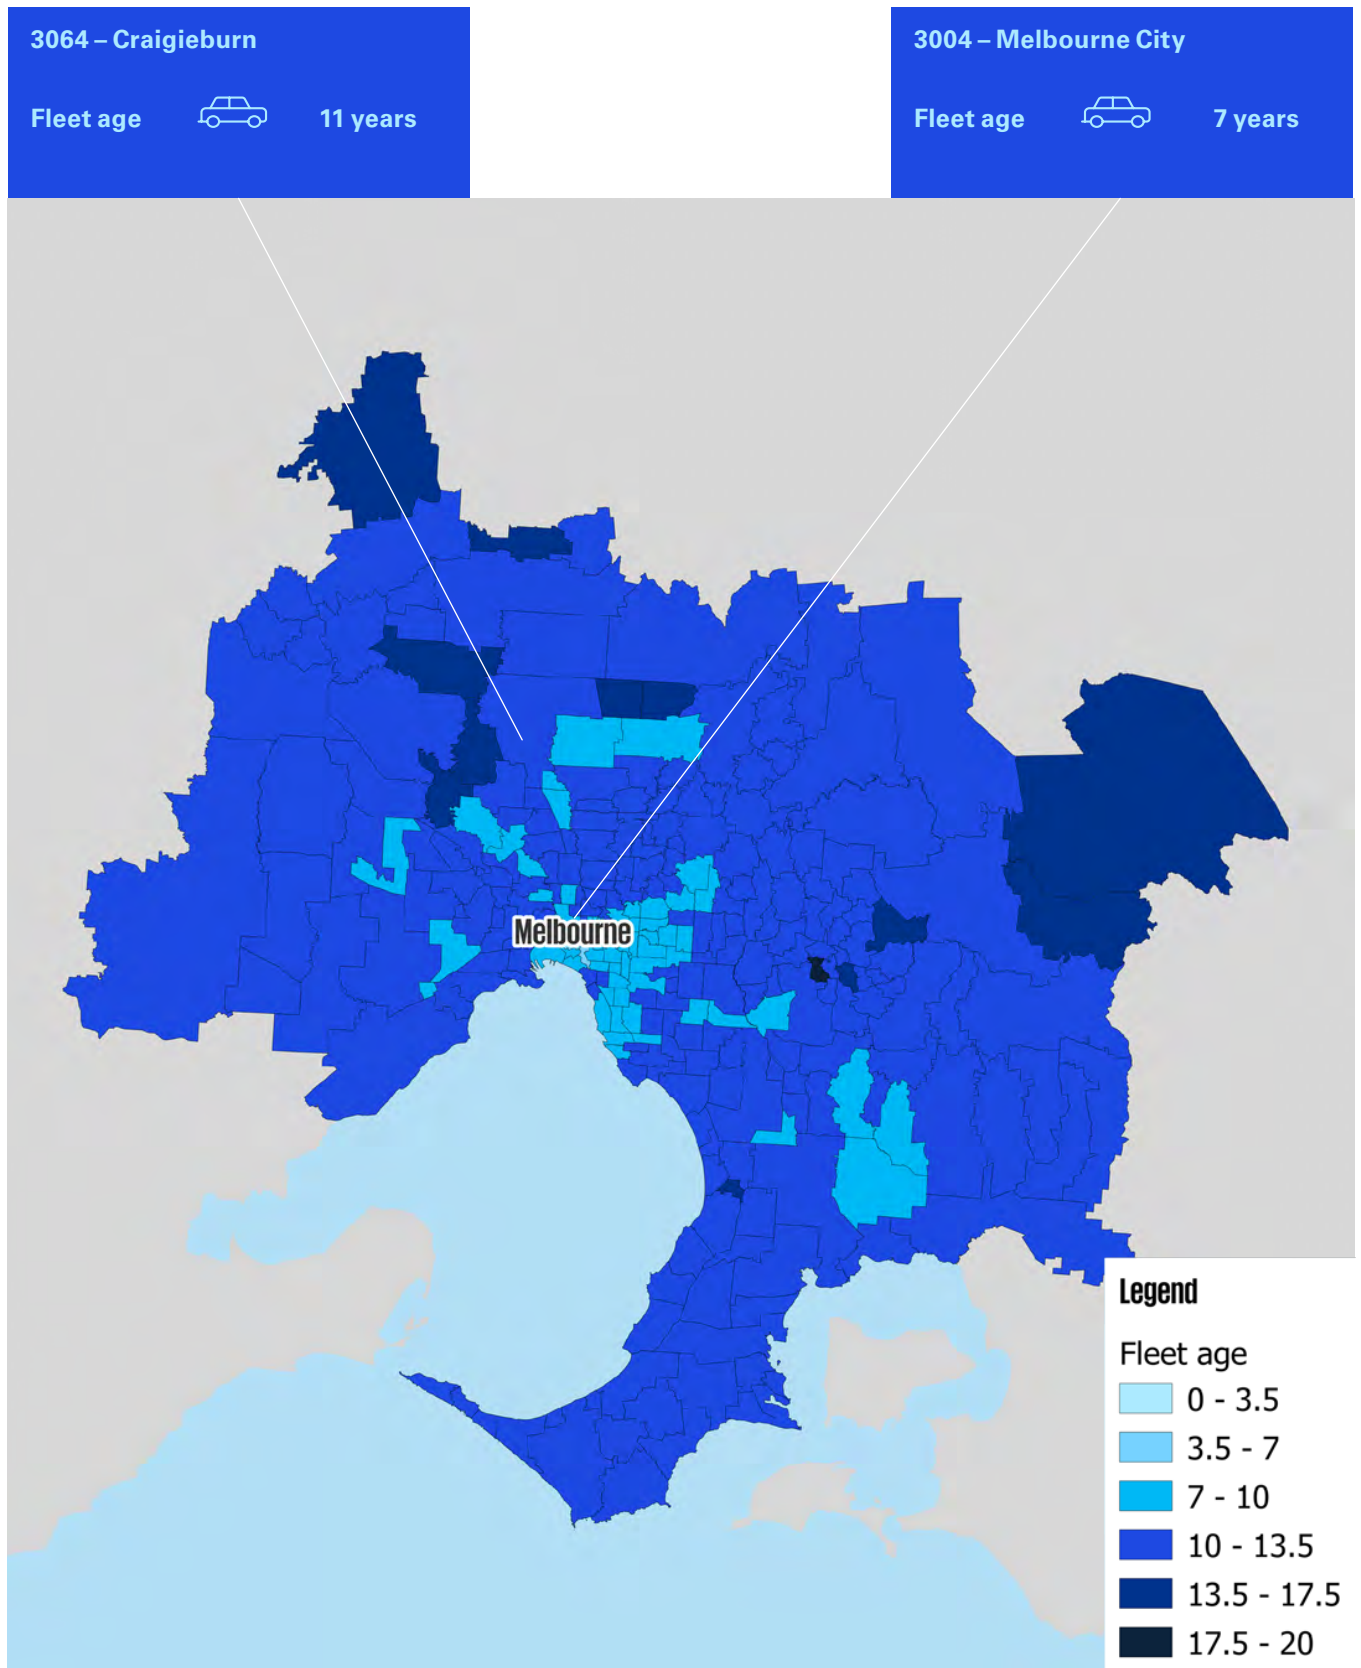 3064 – Craigieburn
Fleet age 11 years
3004 – Melbourne City
Fleet age 7 years
Melbourne
Legend
Fleet age
0 - 3.5
3.5 - 7
7 - 10
10 - 13.5
13.5 - 17.5
17.5 - 20